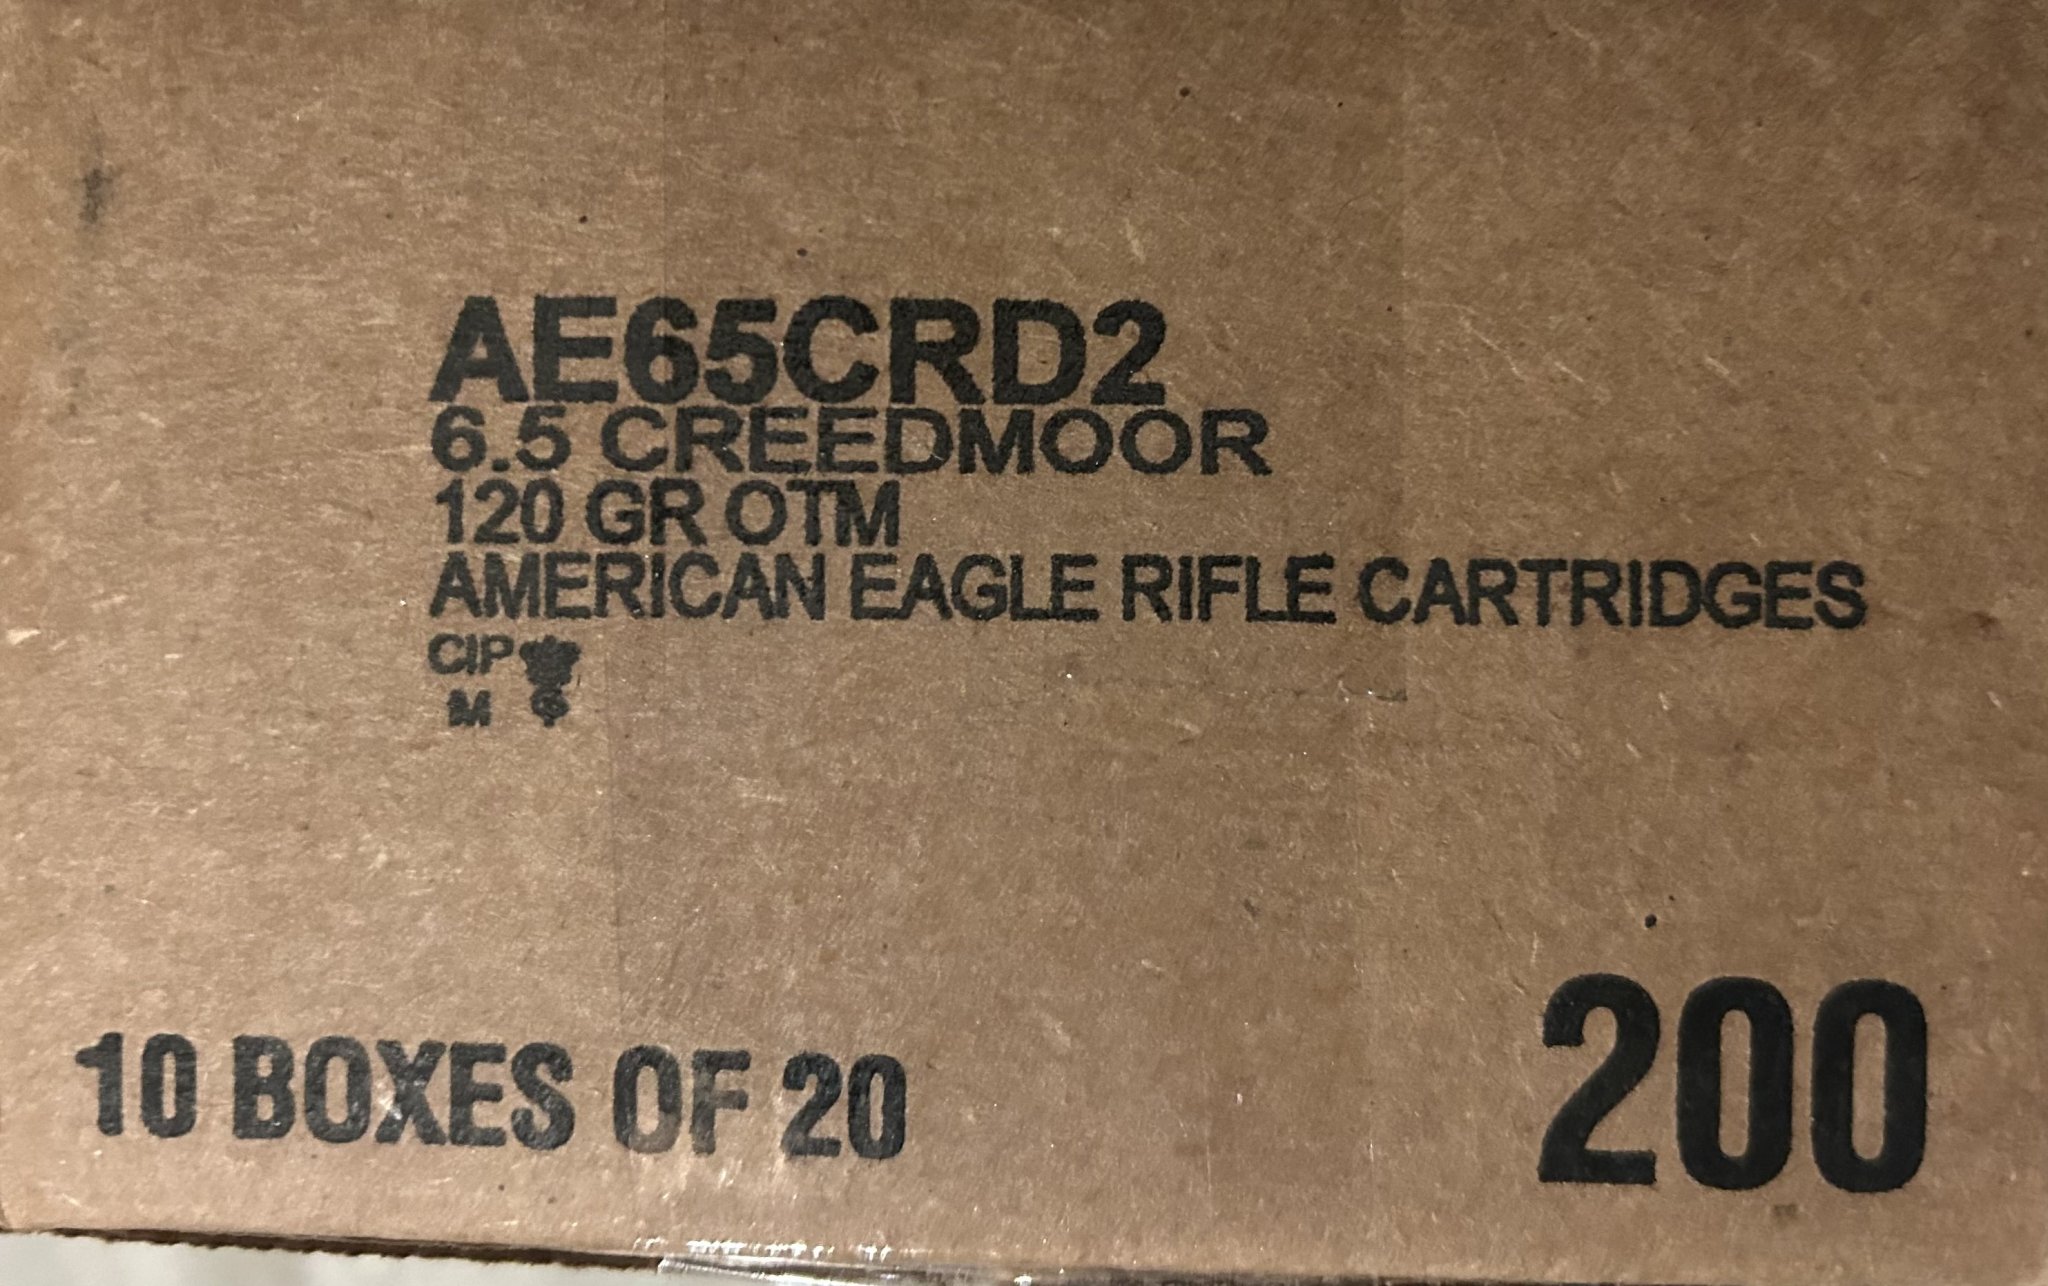 AE65CRD2
6.5 CREEDMOOR
120 GR OTM
AMERICAN EAGLE RIFLE CARTRIDGES
CIP
M
10 BOXES OF 20
200